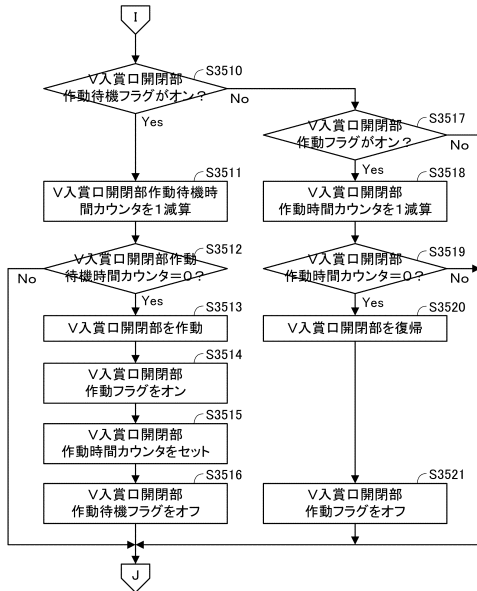 I
S3510
V入賞口開閉部
作動待機フラグがオン？
No
Yes
S3511
V入賞口開閉部作動待機時
間カウンタを1減算
S3512
V入賞口開閉部作動
待機時間カウンタ=0？
No
Yes
S3513
V入賞口開閉部を作動
S3514
V入賞口開閉部
作動フラグをオン
S3515
V入賞口開閉部
作動時間カウンタをセット
S3516
V入賞口開閉部
作動待機フラグをオフ
S3517
V入賞口開閉部
作動フラグがオン？
No
Yes
S3518
V入賞口開閉部
作動時間カウンタを1減算
S3519
V入賞口開閉部
作動時間カウンタ=0？
No
Yes
S3520
V入賞口開閉部を復帰
S3521
V入賞口開閉部
作動フラグをオフ
J